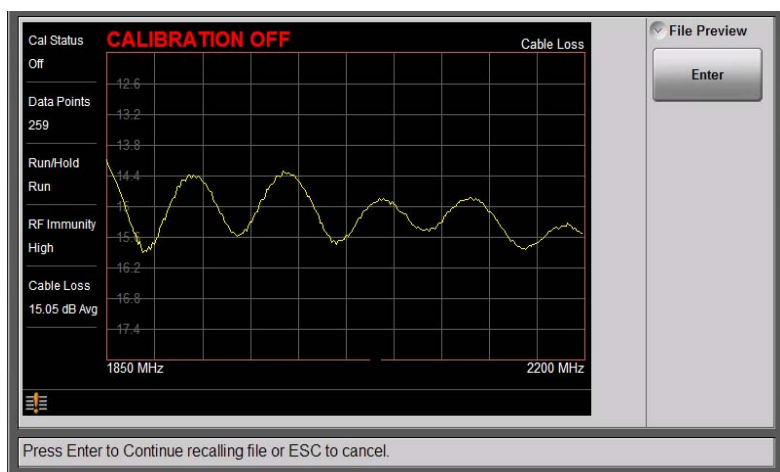 Cal Status
Off
Data Points
259
Run/Hold
Run
RF Immunity
High
Cable Loss
15.05 dB Avg
CALIBRATION OFF
Cable Loss
12.6
13.2
13.8
14.4
15.
15.6
16.2
16.8
17.4
1850 MHz
2200 MHz
File Preview
Enter
Press Enter to Continue recalling file or ESC to cancel.